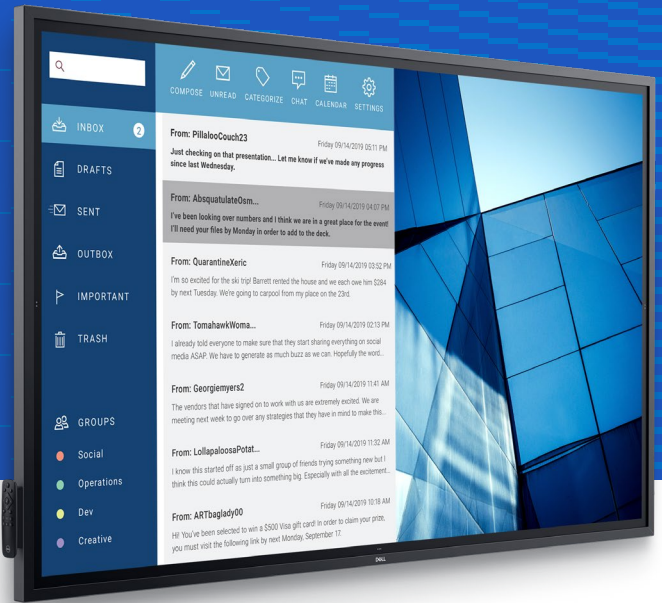 COMPOSE
UNREAD
CATEGORIZE
CHAT
CALENDAR
SETTINGS
INBOX
2
DRAFTS
SENT
OUTBOX
IMPORTANT
TRASH
GROUPS
Social
Operations
Dev
Creative
From: PillalooCouch23
Friday 09/14/2019 05:11 PM
Just checking on that presentation... Let me know if we've made any progress
since last Wednesday.
From: AbsquatulateOsm...
Friday 09/14/2019 04:07 PM
I've been looking over numbers and I think we are in a great place for the event!
I'll need your files by Monday in order to add to the deck.
From: QuarantineXeric
Friday 09/14/2019 03:52 PM
I'm so excited for the ski trip! Barrett rented the house and we each owe him $284
by next Tuesday. We're going to carpool from my place on the 23rd.
From: TomahawkWoma...
Friday 09/14/2019 02:13 PM
I already told everyone to make sure that they start sharing everything on social
media ASAP. We have to generate as much buzz as we can. Hopefully the word...
From: Georgiemyers2
Friday 09/14/2019 11:41 AM
The vendors that have signed on to work with us are extremely excited. We are
meeting next week to go over any strategies that they have in mind to make this...
From: LollapaloosaPotat...
Friday 09/14/2019 11:32 AM
I know this started off as just a small group of friends trying something new but I
think this could actually turn into something big. Especially with all the excitement...
From: ARTbaglady00
Friday 09/14/2019 10:18 AM
Hi! You've been selected to win a $500 Visa gift card! In order to claim your prize,
you must visit the following link by next Monday, September 17.
DELL